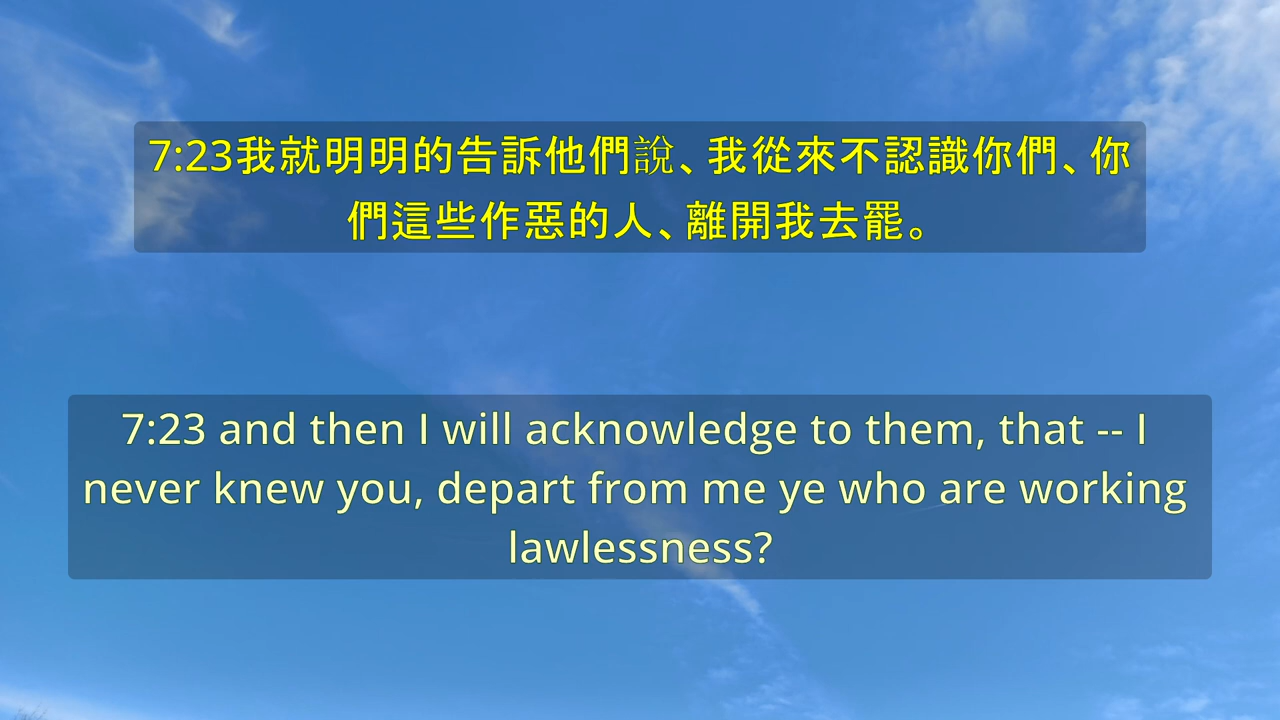 7:23我就明明的告訴他們說、我從來不認識你們、你
們這些作惡的人、離開我去罷。
7:23 and then I will acknowledge to them, that -- I
never knew you, depart from me ye who are working
lawlessness?